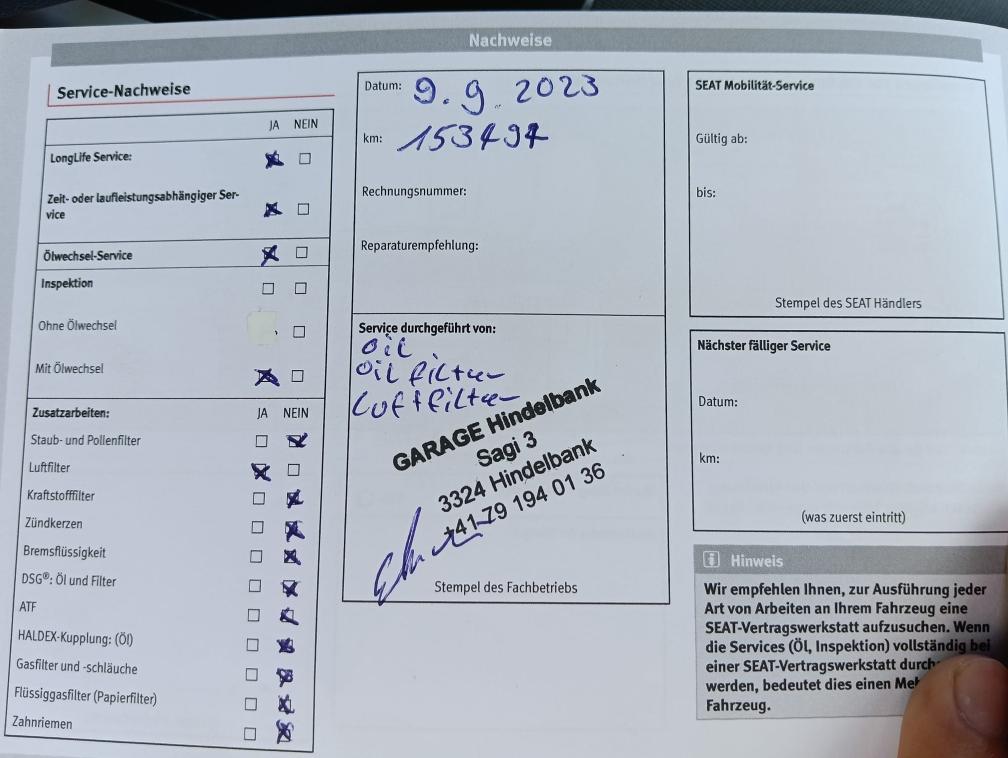 Nachweise
Service-Nachweise
JA NEIN
LongLife Service:
Zeit- oder laufleistungsabhängiger Ser-
vice
Ölwechsel-Service
Inspektion
Ohne Ölwechsel
Mit Ölwechsel
Zusatzarbeiten: JA NEIN
Staub- und Pollenfilter
Luftfilter
Kraftstofffilter
Zündkerzen
Bremsflüssigkeit
DSG®: Öl und Filter
ATF
HALDEX-Kupplung: (Öl)
Gasfilter und -schläuche
Flüssiggasfilter (Papierfilter)
Zahnriemen
Datum: 9.9.2023
km: 153494
Rechnungsnummer:
Reparaturempfehlung:
Service durchgeführt von:
oil
oil filter
Luftfilter
GARAGE Hindelbank
Sagi 3
3324 Hindelbank
+41 79 194 01 36
Stempel des Fachbetriebs
SEAT Mobilität-Service
Gültig ab:
bis:
Stempel des SEAT Händlers
Nächster fälliger Service
Datum:
km:
(was zuerst eintritt)
Hinweis
Wir empfehlen Ihnen, zur Ausführung jeder
Art von Arbeiten an Ihrem Fahrzeug eine
SEAT-Vertragswerkstatt aufzusuchen. Wenn
die Services (Öl, Inspektion) vollständig bei
einer SEAT-Vertragswerkstatt
werden, bedeutet dies einen
Fahrzeug.